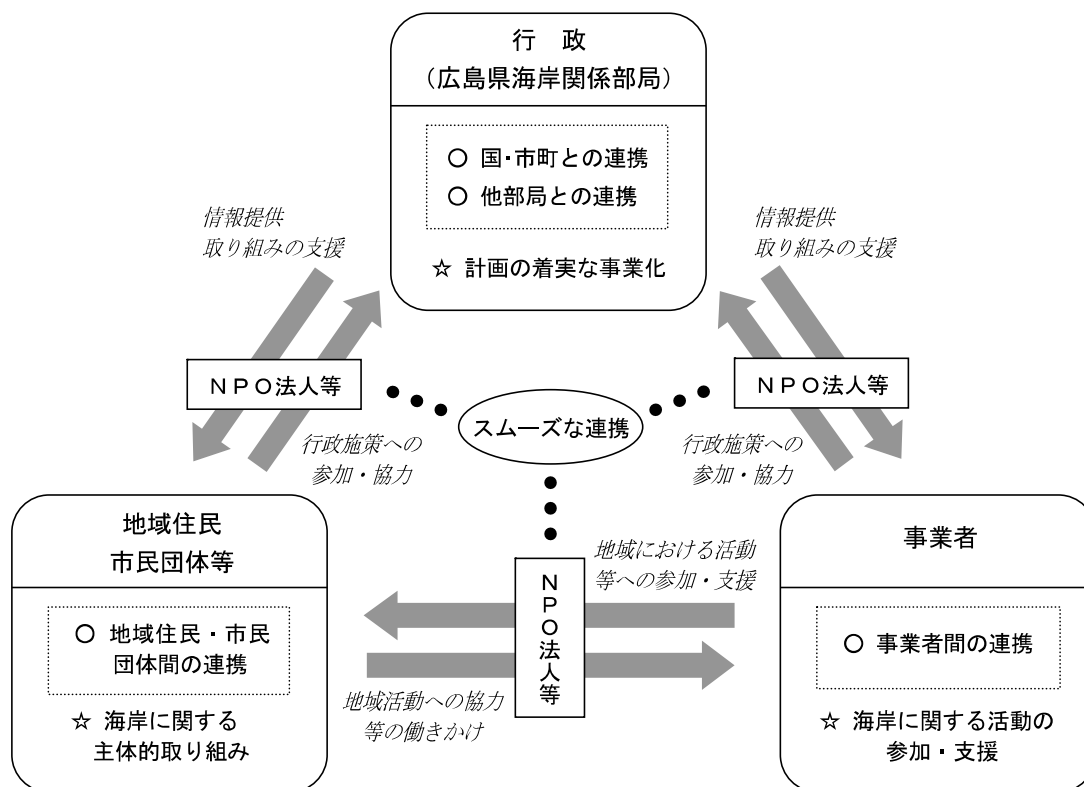 行 政
(広島県海岸関係部局)
○ 国・市町との連携
○ 他部局との連携
☆ 計画の着実な事業化
情報提供
取り組みの支援
情報提供
取り組みの支援
NPO法人等
NPO法人等
スムーズな連携
行政施策への
参加・協力
行政施策への
参加・協力
地域住民
市民団体等
○ 地域住民・市民
団体間の連携
☆ 海岸に関する
主体的取り組み
地域における活動
等への参加・支援
NPO法人等
地域活動への協力
等の働きかけ
事業者
○ 事業者間の連携
☆ 海岸に関する活動の
参加・支援